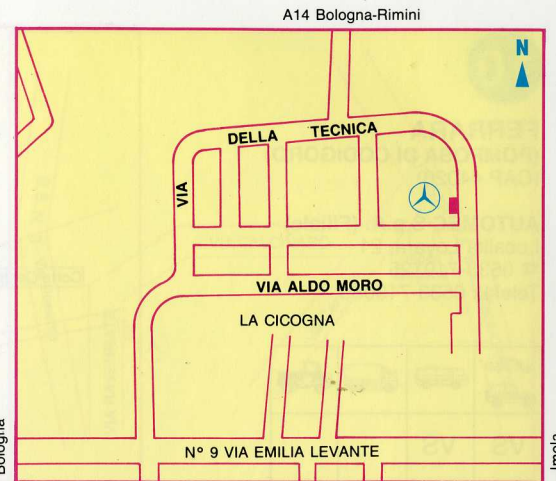 A14 Bologna-Rimini
N
VIA DELLA TECNICA
VIA ALDO MORO
LA CICOGNA
Bologna
N° 9 VIA EMILIA LEVANTE
Imola